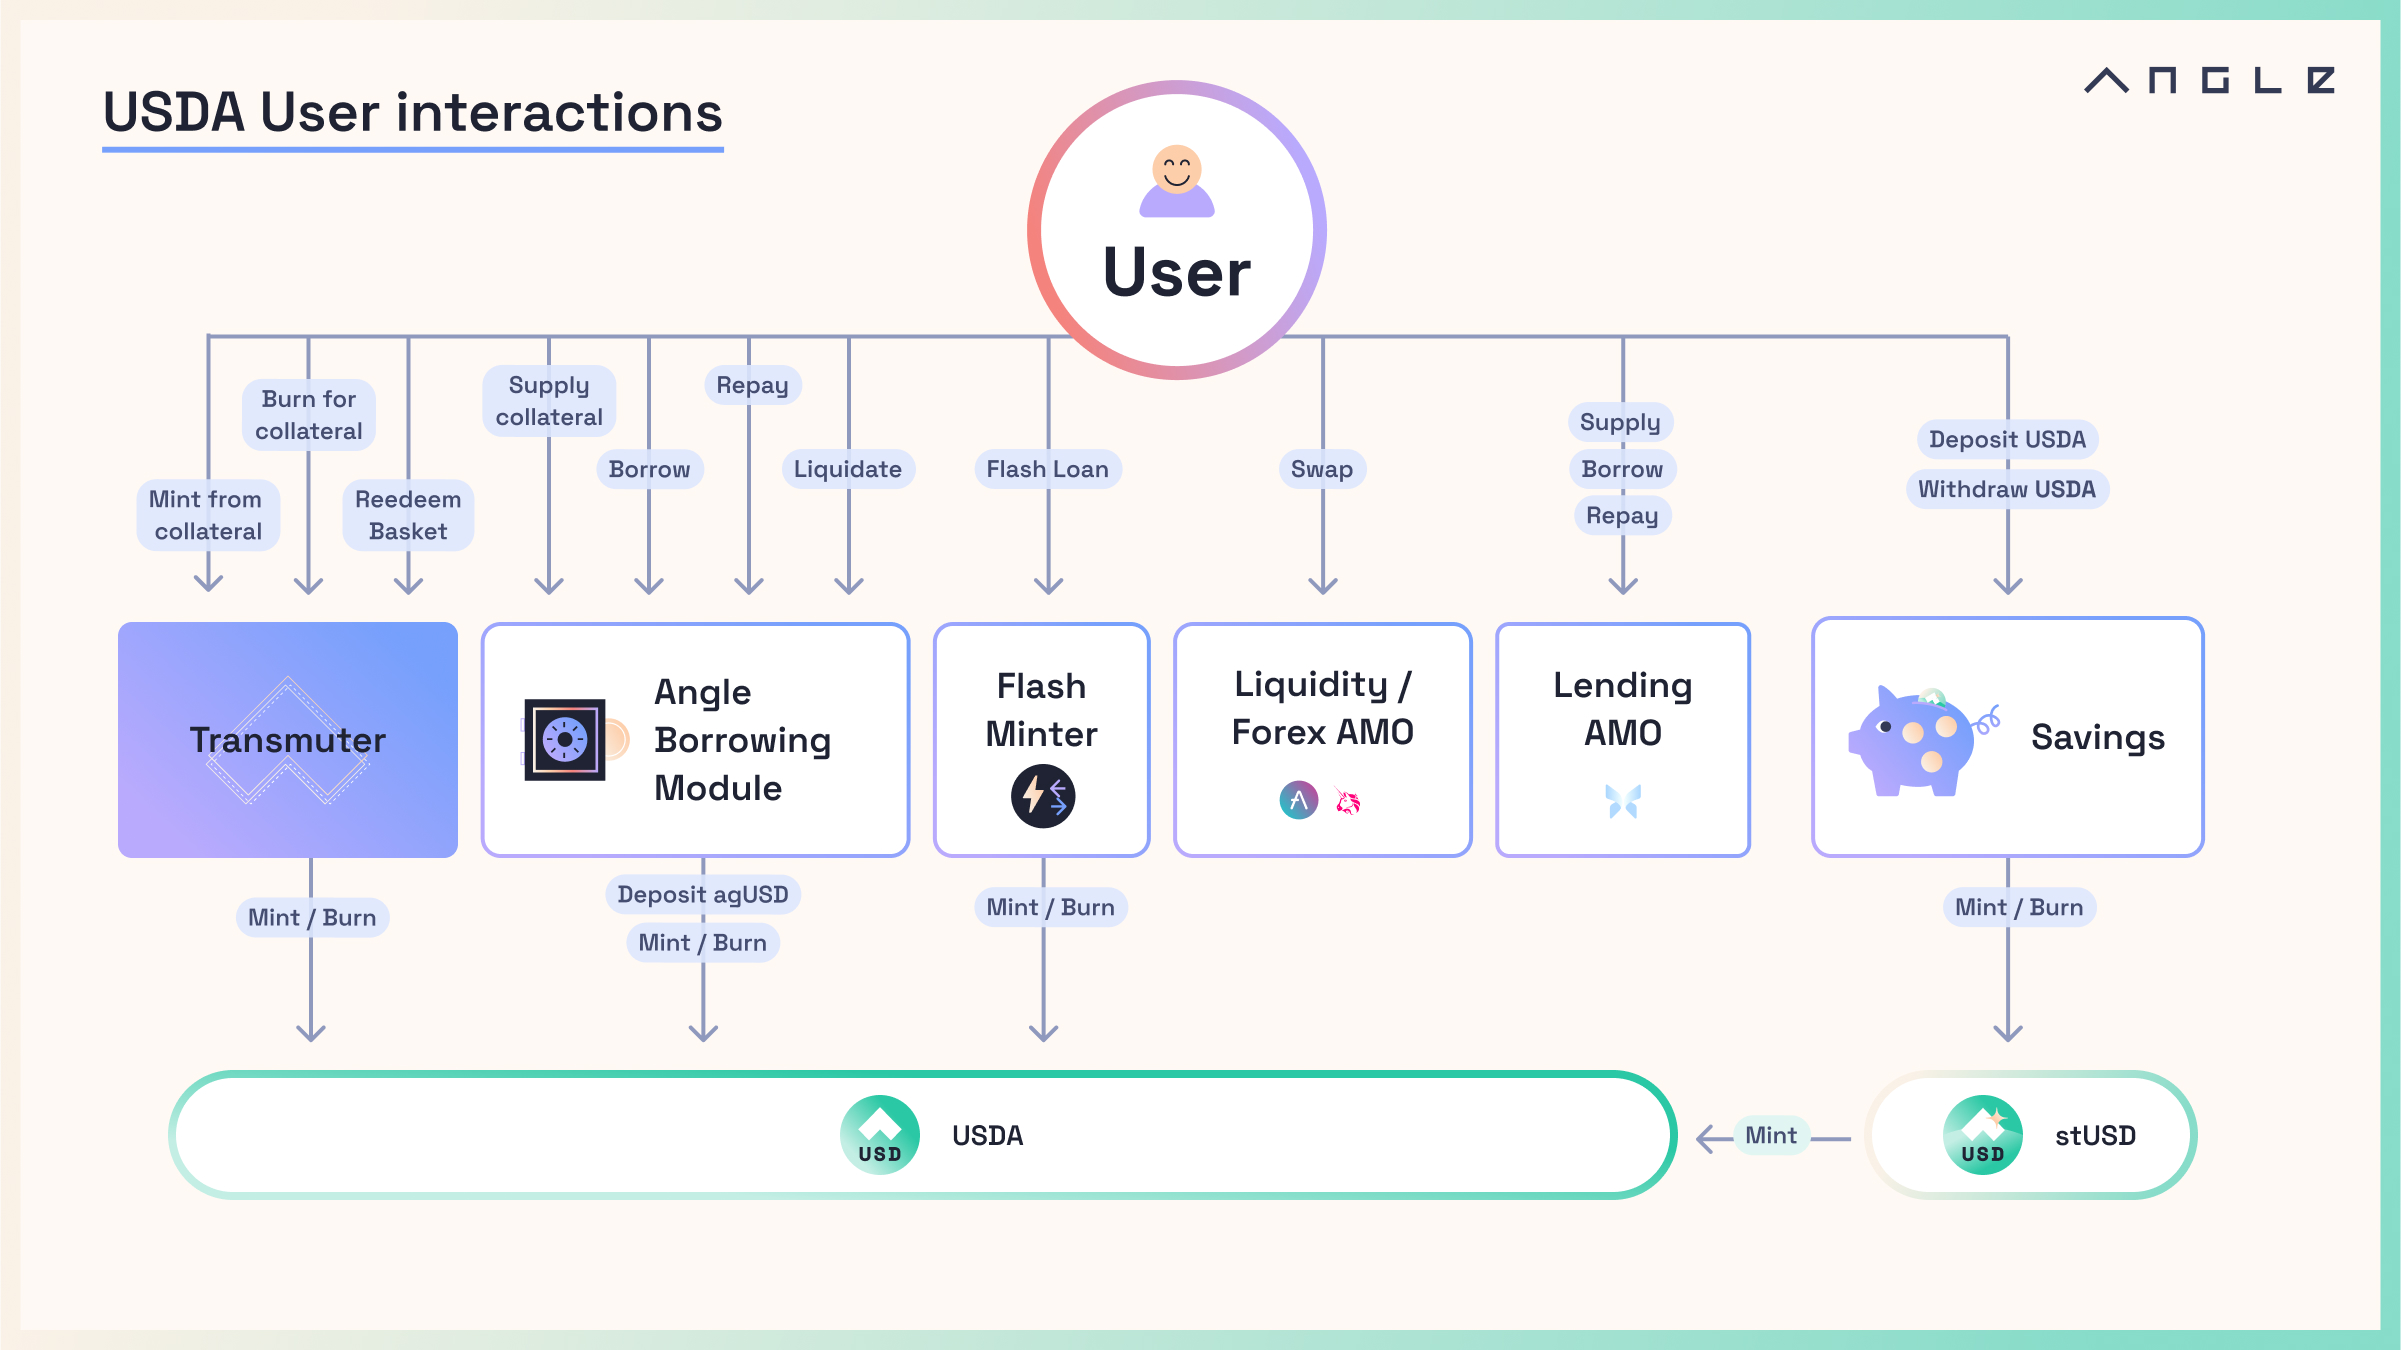 USDA User interactions
ANGLE
User
Burn for
collateral
Mint from
collateral
Reedeem
Basket
Supply
collateral
Borrow
Repay
Liquidate
Flash Loan
Swap
Supply
Borrow
Repay
Deposit USDA
Withdraw USDA
Transmuter
Angle
Borrowing
Module
Flash
Minter
Liquidity /
Forex AMO
Lending
AMO
Savings
Mint / Burn
Deposit agUSD
Mint / Burn
Mint / Burn
Mint / Burn
USD
USDA
Mint
USD
stUSD